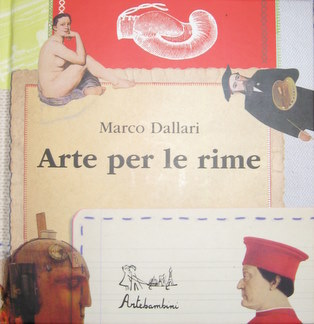 Marco Dallari
Arte per le rime
Artebambini